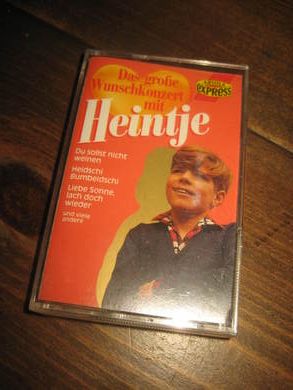 Das große
Wunschkonzert
mit
Heintje
express
Du sollst nicht
weinen
Heidschi
Bumbeidschi
Liebe Sonne,
lach doch
wieder
und viele
andere